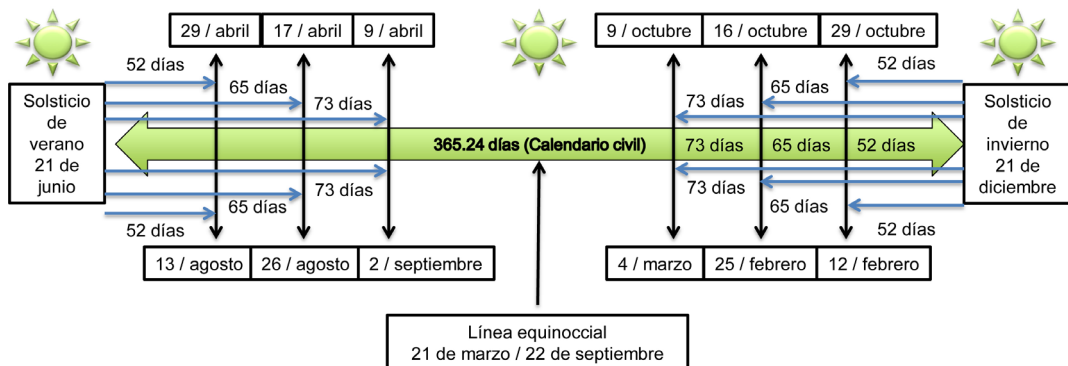 29 / abril
17 / abril
9 / abril
9 / octubre
16 / octubre
29 / octubre
52 días
65 días
73 días
52 días
65 días
73 días
Solsticio
de
verano
21 de
junio
365.24 días (Calendario civil)
73 días
65 días
52 días
Solsticio
de
invierno
21 de
diciembre
73 días
65 días
52 días
73 días
65 días
52 días
13 / agosto
26 / agosto
2 / septiembre
4 / marzo
25 / febrero
12 / febrero
Línea equinoccial
21 de marzo / 22 de septiembre